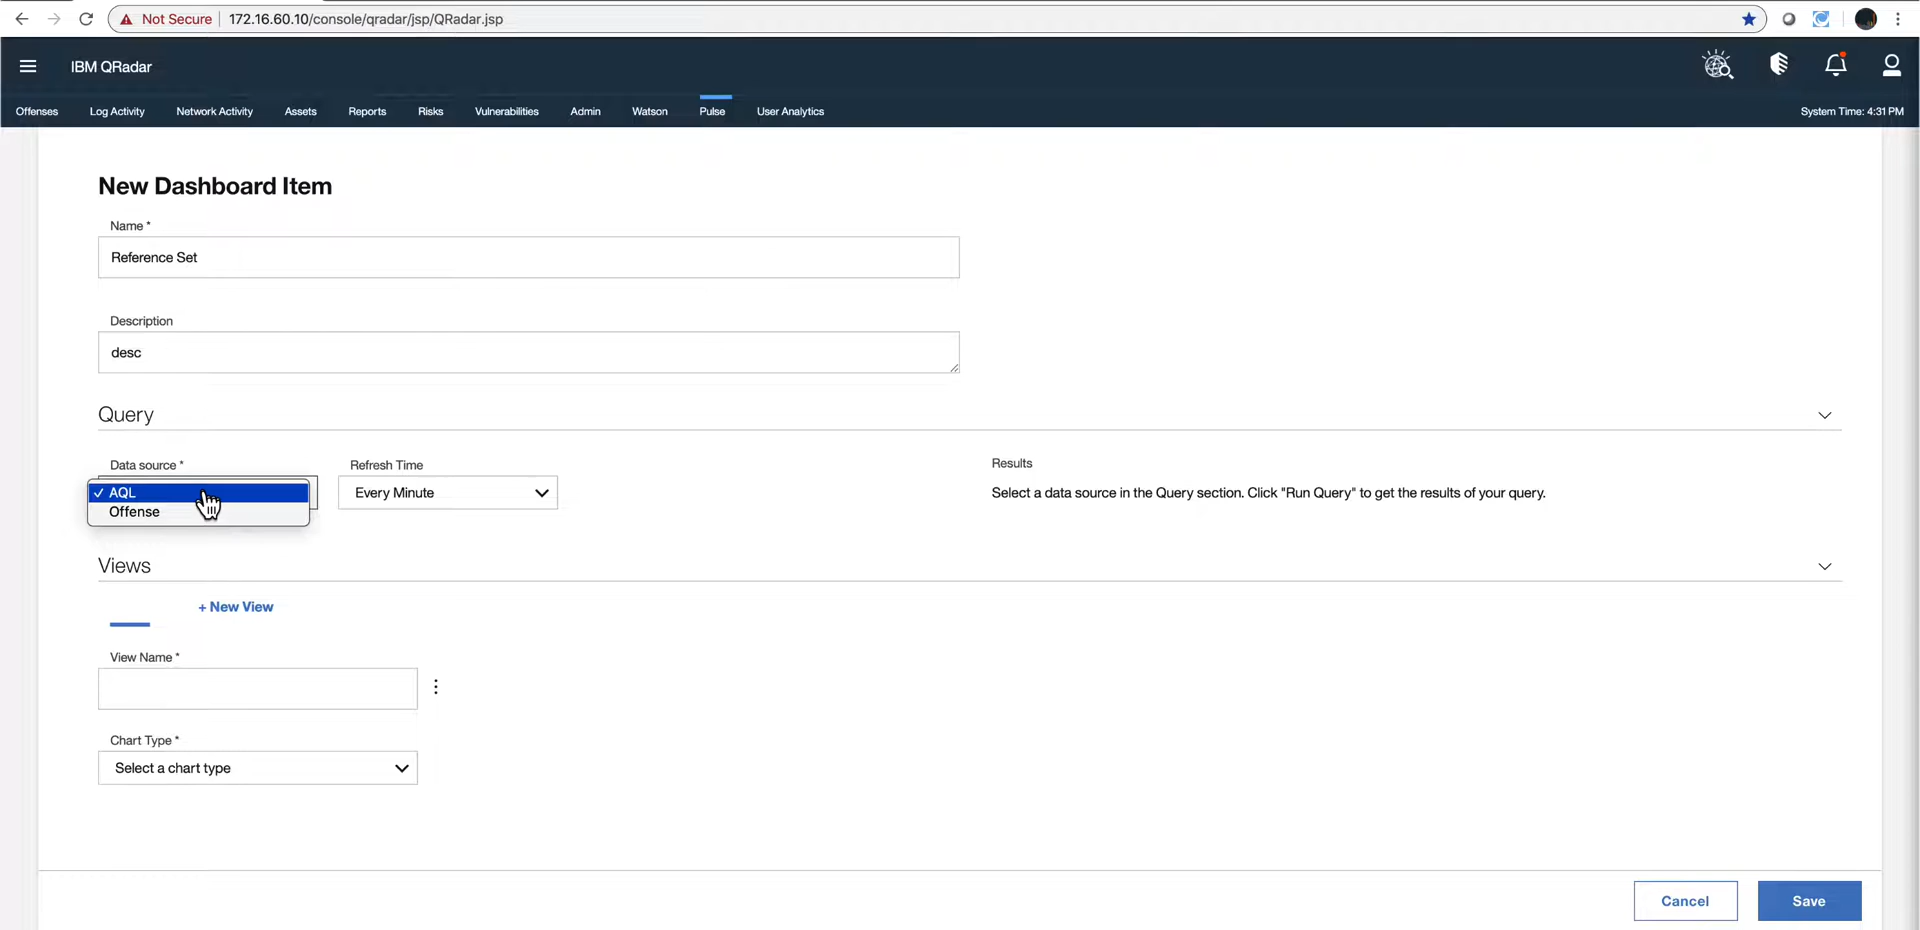 Not Secure 172.16.60.10/console/qradar/jsp/QRadar.jsp
IBM QRadar
Offenses Log Activity Network Activity Assets Reports Risks Vulnerabilities Admin Watson Pulse User Analytics System Time: 4:31 PM
New Dashboard Item
Name *
Reference Set
Description
desc
Query
Data source * Refresh Time Results
✓ AQL Every Minute Select a data source in the Query section. Click "Run Query" to get the results of your query.
Offense
Views
+ New View
View Name *
Chart Type *
Select a chart type
Cancel Save